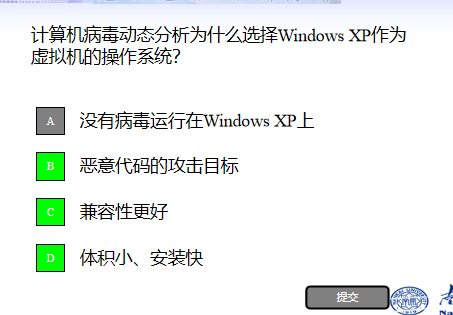 计算机病毒动态分析为什么选择Windows XP作为
虚拟机的操作系统？
A 没有病毒运行在Windows XP上
B 恶意代码的攻击目标
C 兼容性更好
D 体积小、安装快
提交
Na